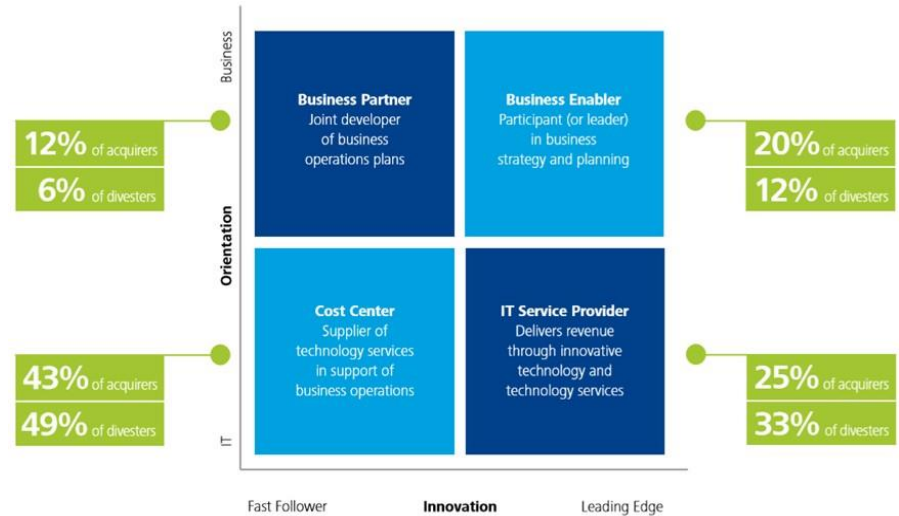 Business
Business Partner
Joint developer
of business
operations plans
Business Enabler
Participant (or leader)
in business
strategy and planning
12% of acquirers
6% of divesters
20% of acquirers
12% of divesters
Orientation
Cost Center
Supplier of
technology services
in support of
business operations
IT Service Provider
Delivers revenue
through innovative
technology and
technology services
43% of acquirers
49% of divesters
25% of acquirers
33% of divesters
IT
Fast Follower
Innovation
Leading Edge